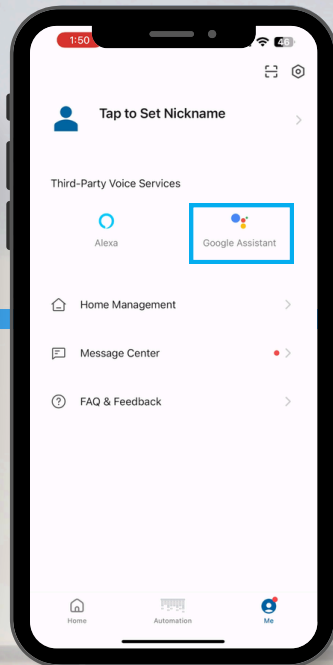 1:50
46
Tap to Set Nickname
Third-Party Voice Services
Alexa
Google Assistant
Home Management
Message Center
FAQ & Feedback
Home
Automation
Me